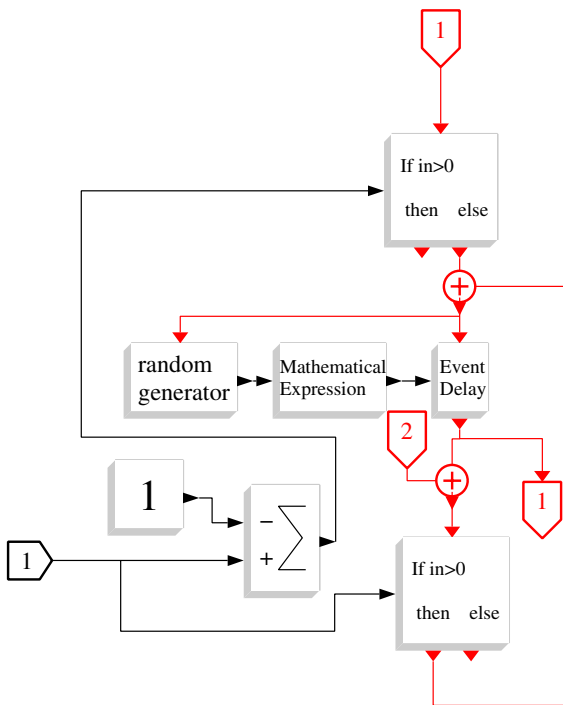 1
If in>0
then else
+
random
generator
Mathematical
Expression
Event
Delay
2
+
1
1
−
+
1
If in>0
then else